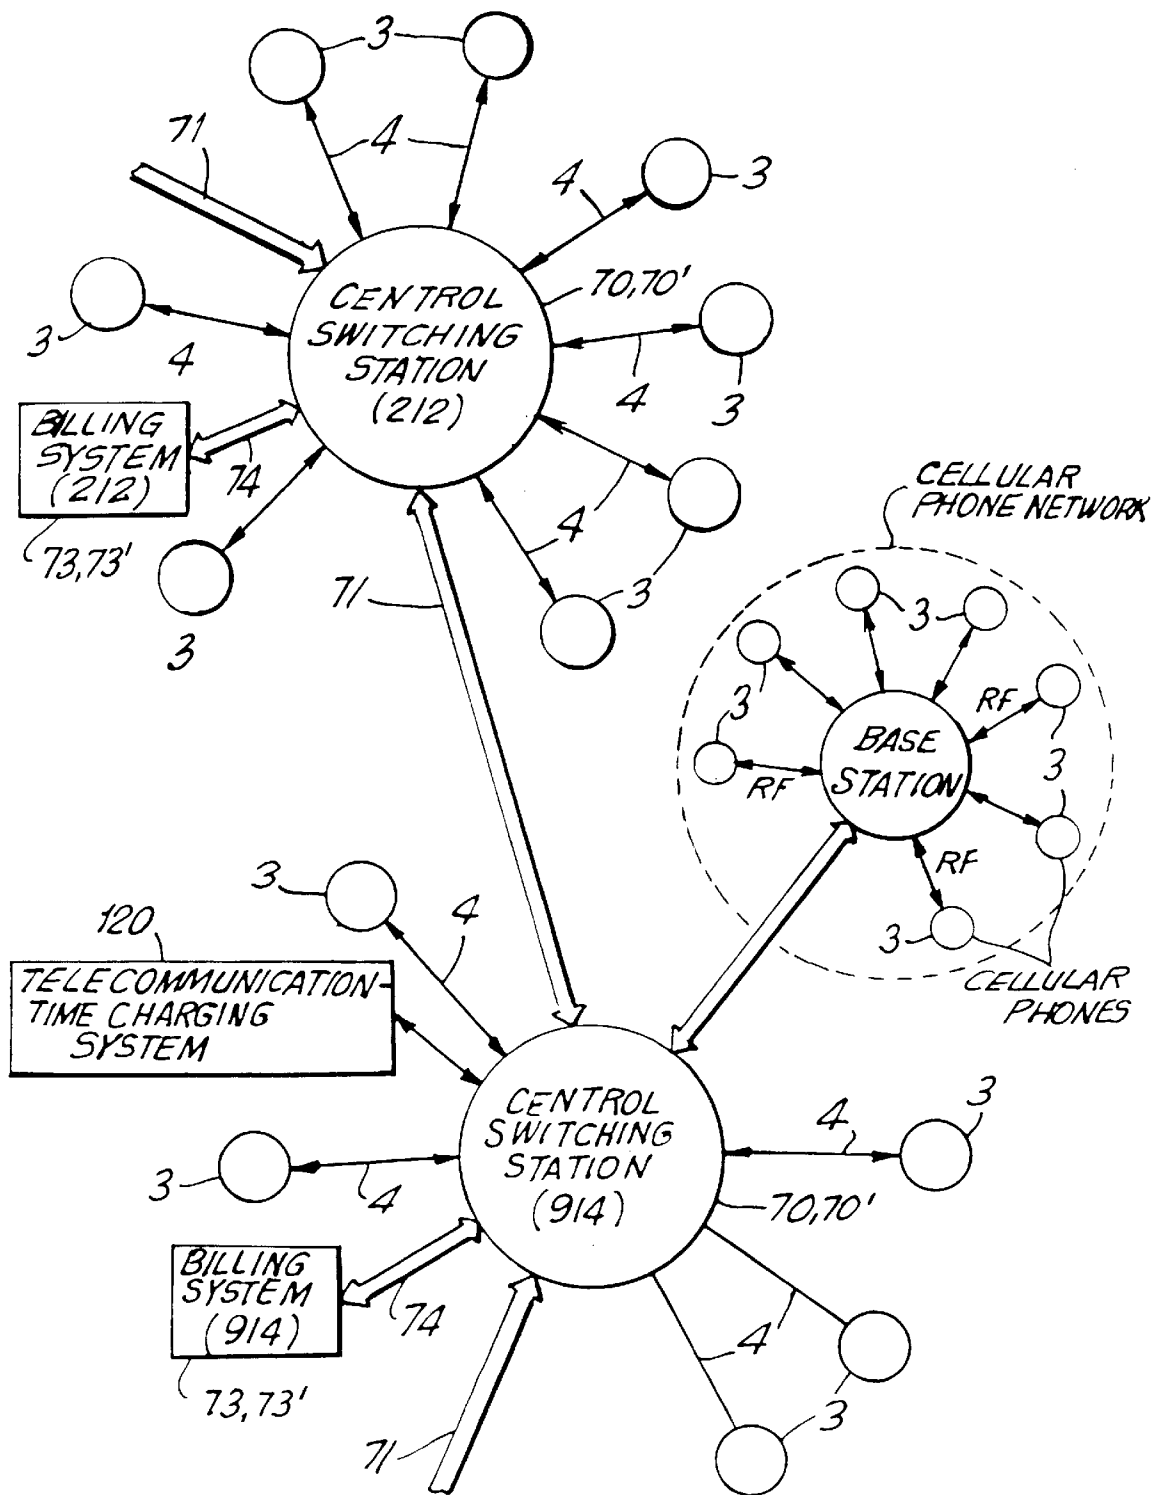 3
71
4
4
3
70,70'
CENTROL
SWITCHING
STATION
(212)
3
4
4
3
BILLING
SYSTEM
(212)
74
73,73'
3
4
3
71
CELLULAR
PHONE NETWORK
3
3
RF
3
BASE
STATION
RF
3
RF
3
CELLULAR
PHONES
3
4
120
TELECOMMUNICATION-
TIME CHARGING
SYSTEM
CENTROL
SWITCHING
STATION
(914)
4
3
3
4
70,70'
BILLING
SYSTEM
(914)
74
73,73'
4
3
71